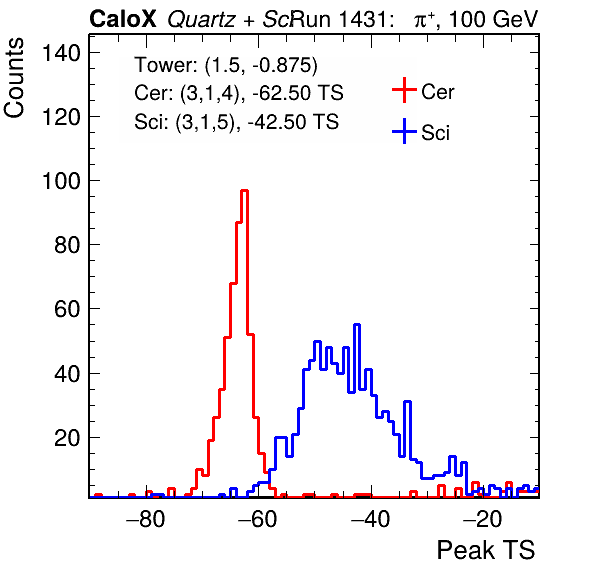 CaloX Quartz + ScRun 1431: π⁺, 100 GeV
Counts
140
120
100
80
60
40
20
Tower: (1.5, -0.875)
Cer: (3,1,4), -62.50 TS
Sci: (3,1,5), -42.50 TS
Cer
Sci
−80 −60 −40 −20
Peak TS